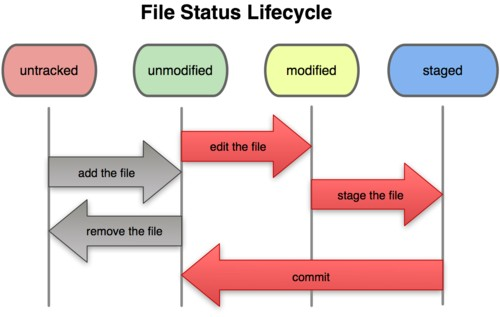 File Status Lifecycle
untracked
unmodified
modified
staged
edit the file
add the file
stage the file
remove the file
commit